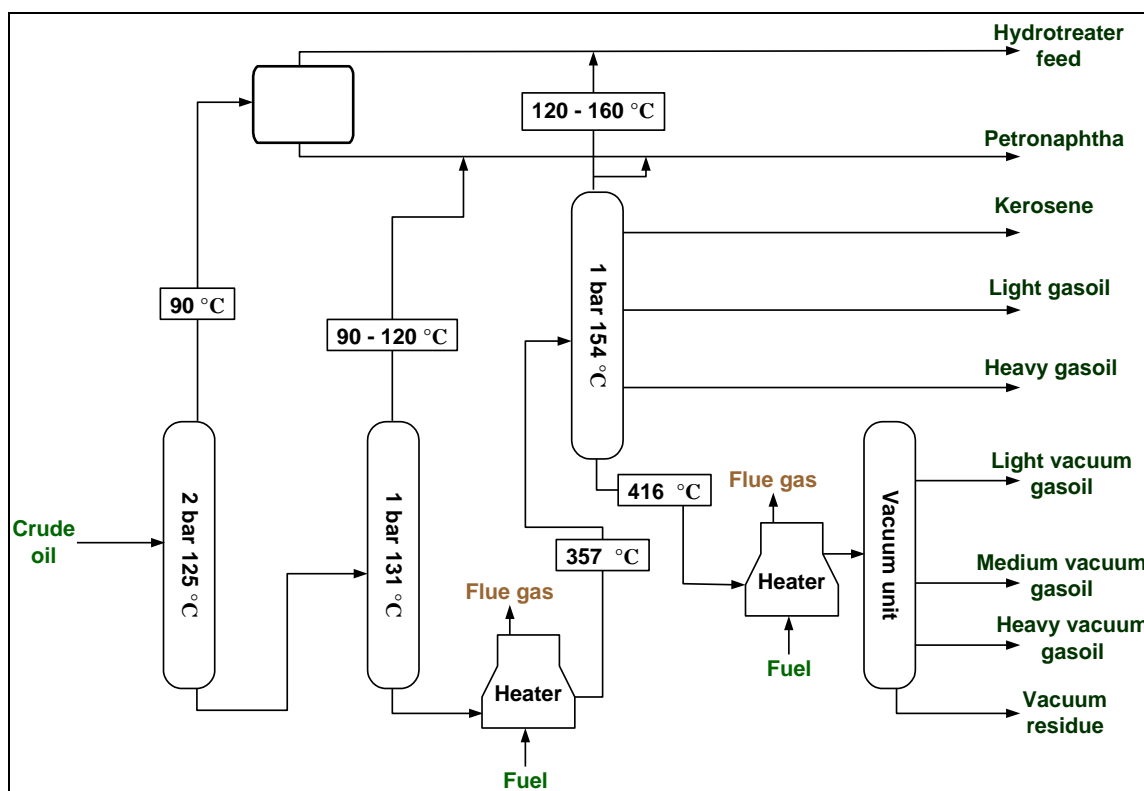 Hydrotreater
feed
120 - 160 °C
Petronaphtha
Kerosene
90 °C
Light gasoil
90 - 120 °C
1 bar 154 °C
Heavy gasoil
Light vacuum
gasoil
Flue gas
416 °C
Crude
oil
2 bar 125 °C
1 bar 131 °C
357 °C
Heater
Vacuum unit
Medium vacuum
gasoil
Flue gas
Heavy vacuum
gasoil
Fuel
Heater
Vacuum
residue
Fuel